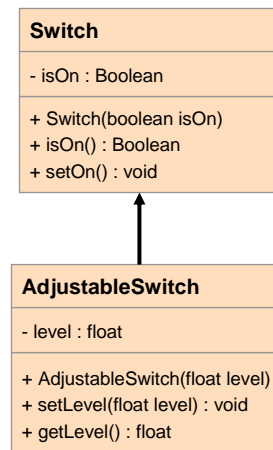 Switch
- isOn : Boolean
+ Switch(boolean isOn)
+ isOn() : Boolean
+ setOn() : void
AdjustableSwitch
- level : float
+ AdjustableSwitch(float level)
+ setLevel(float level) : void
+ getLevel() : float